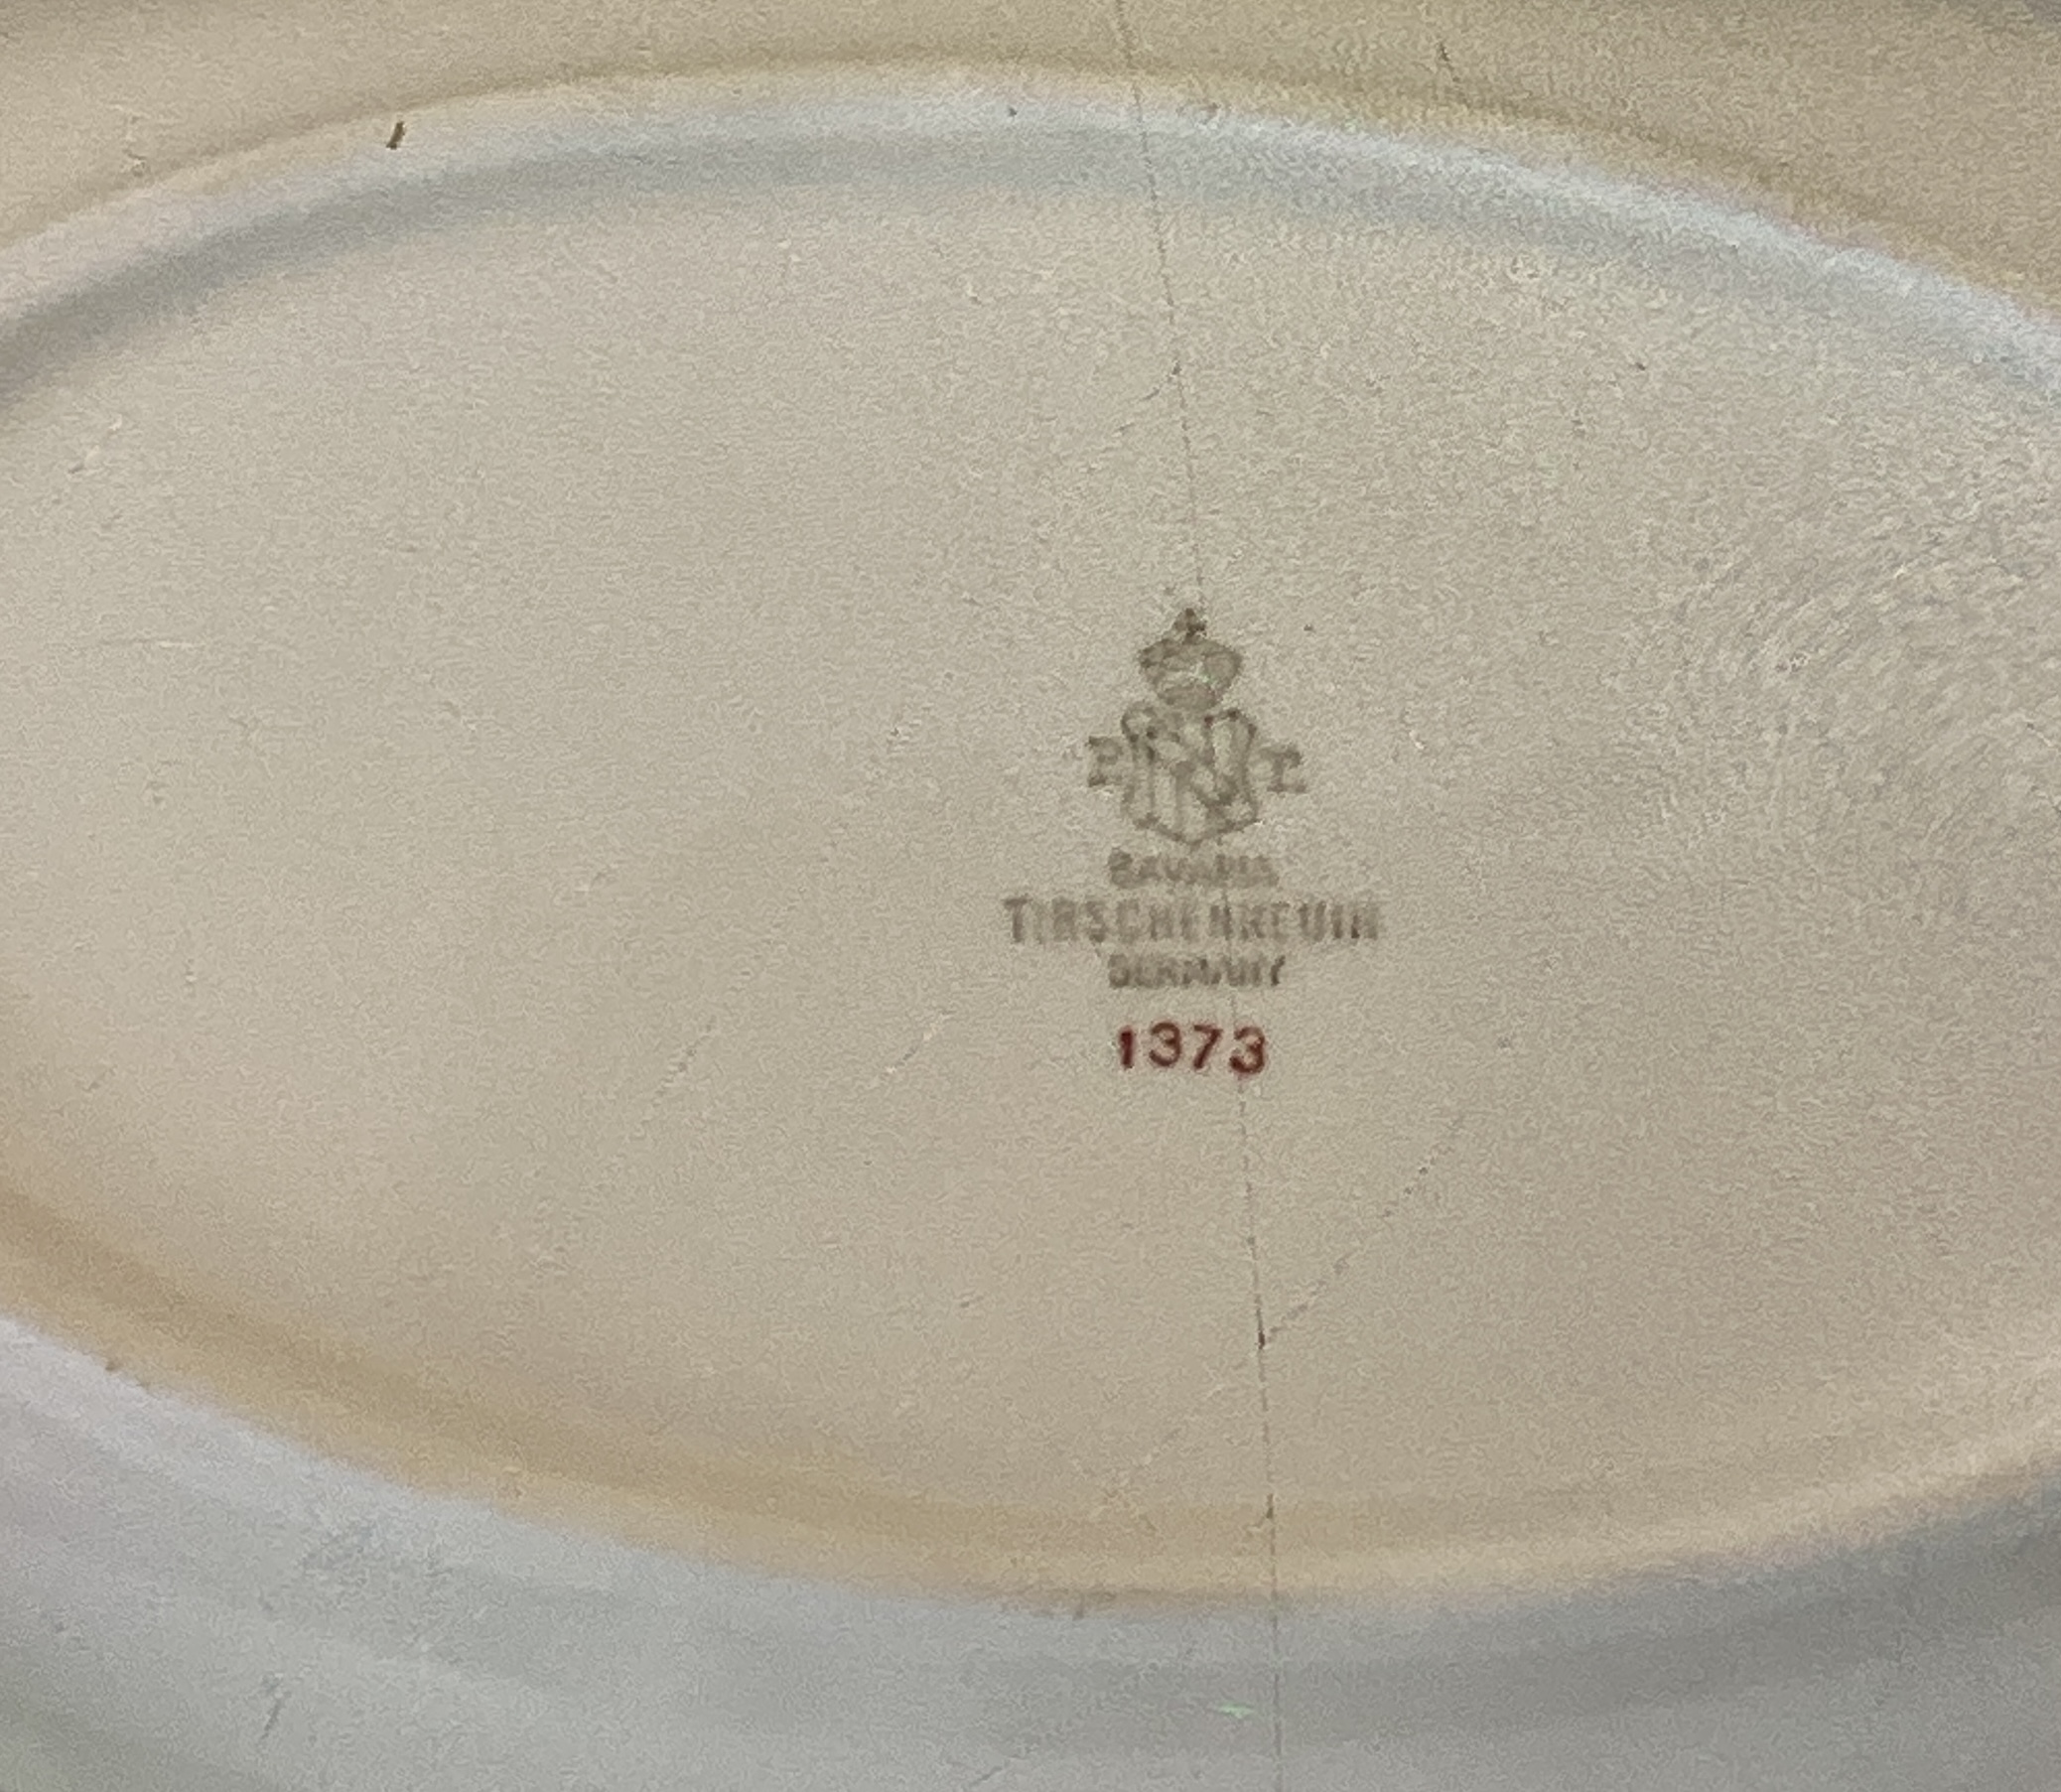 P T
BAVARIA
TIRSCHENREUTH
GERMANY
1373